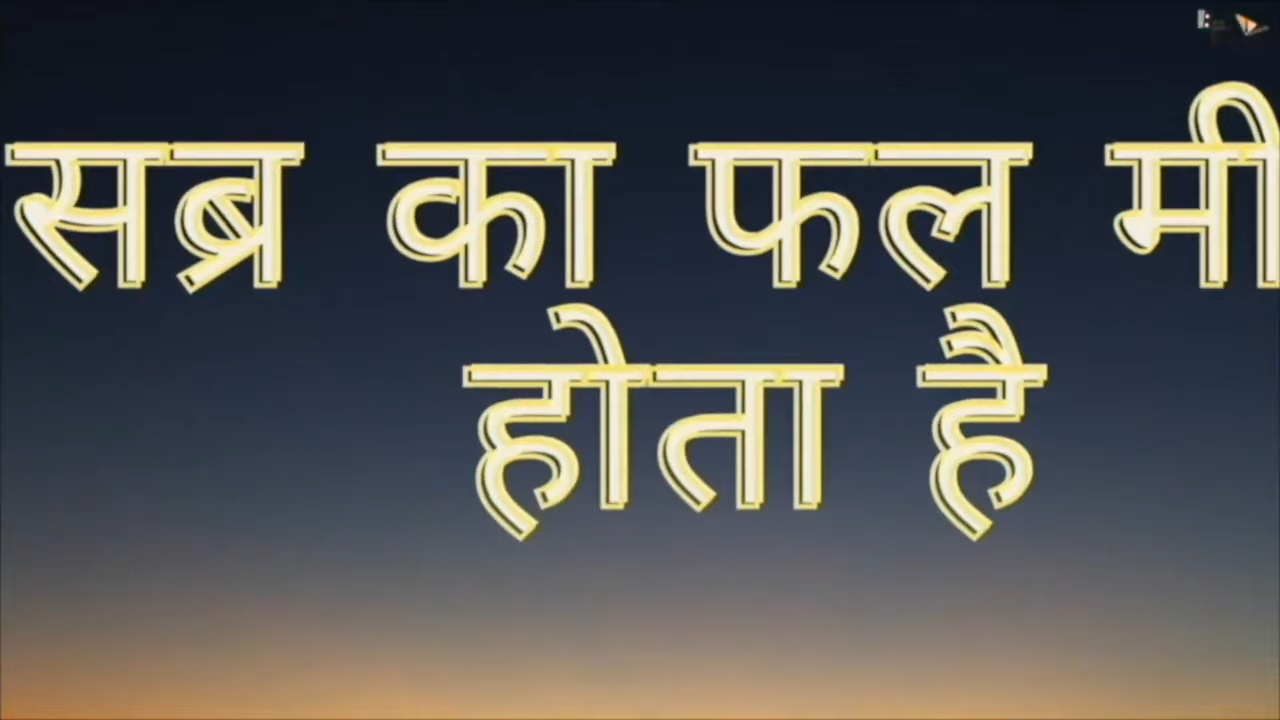 सब्र का फल मी
होता है